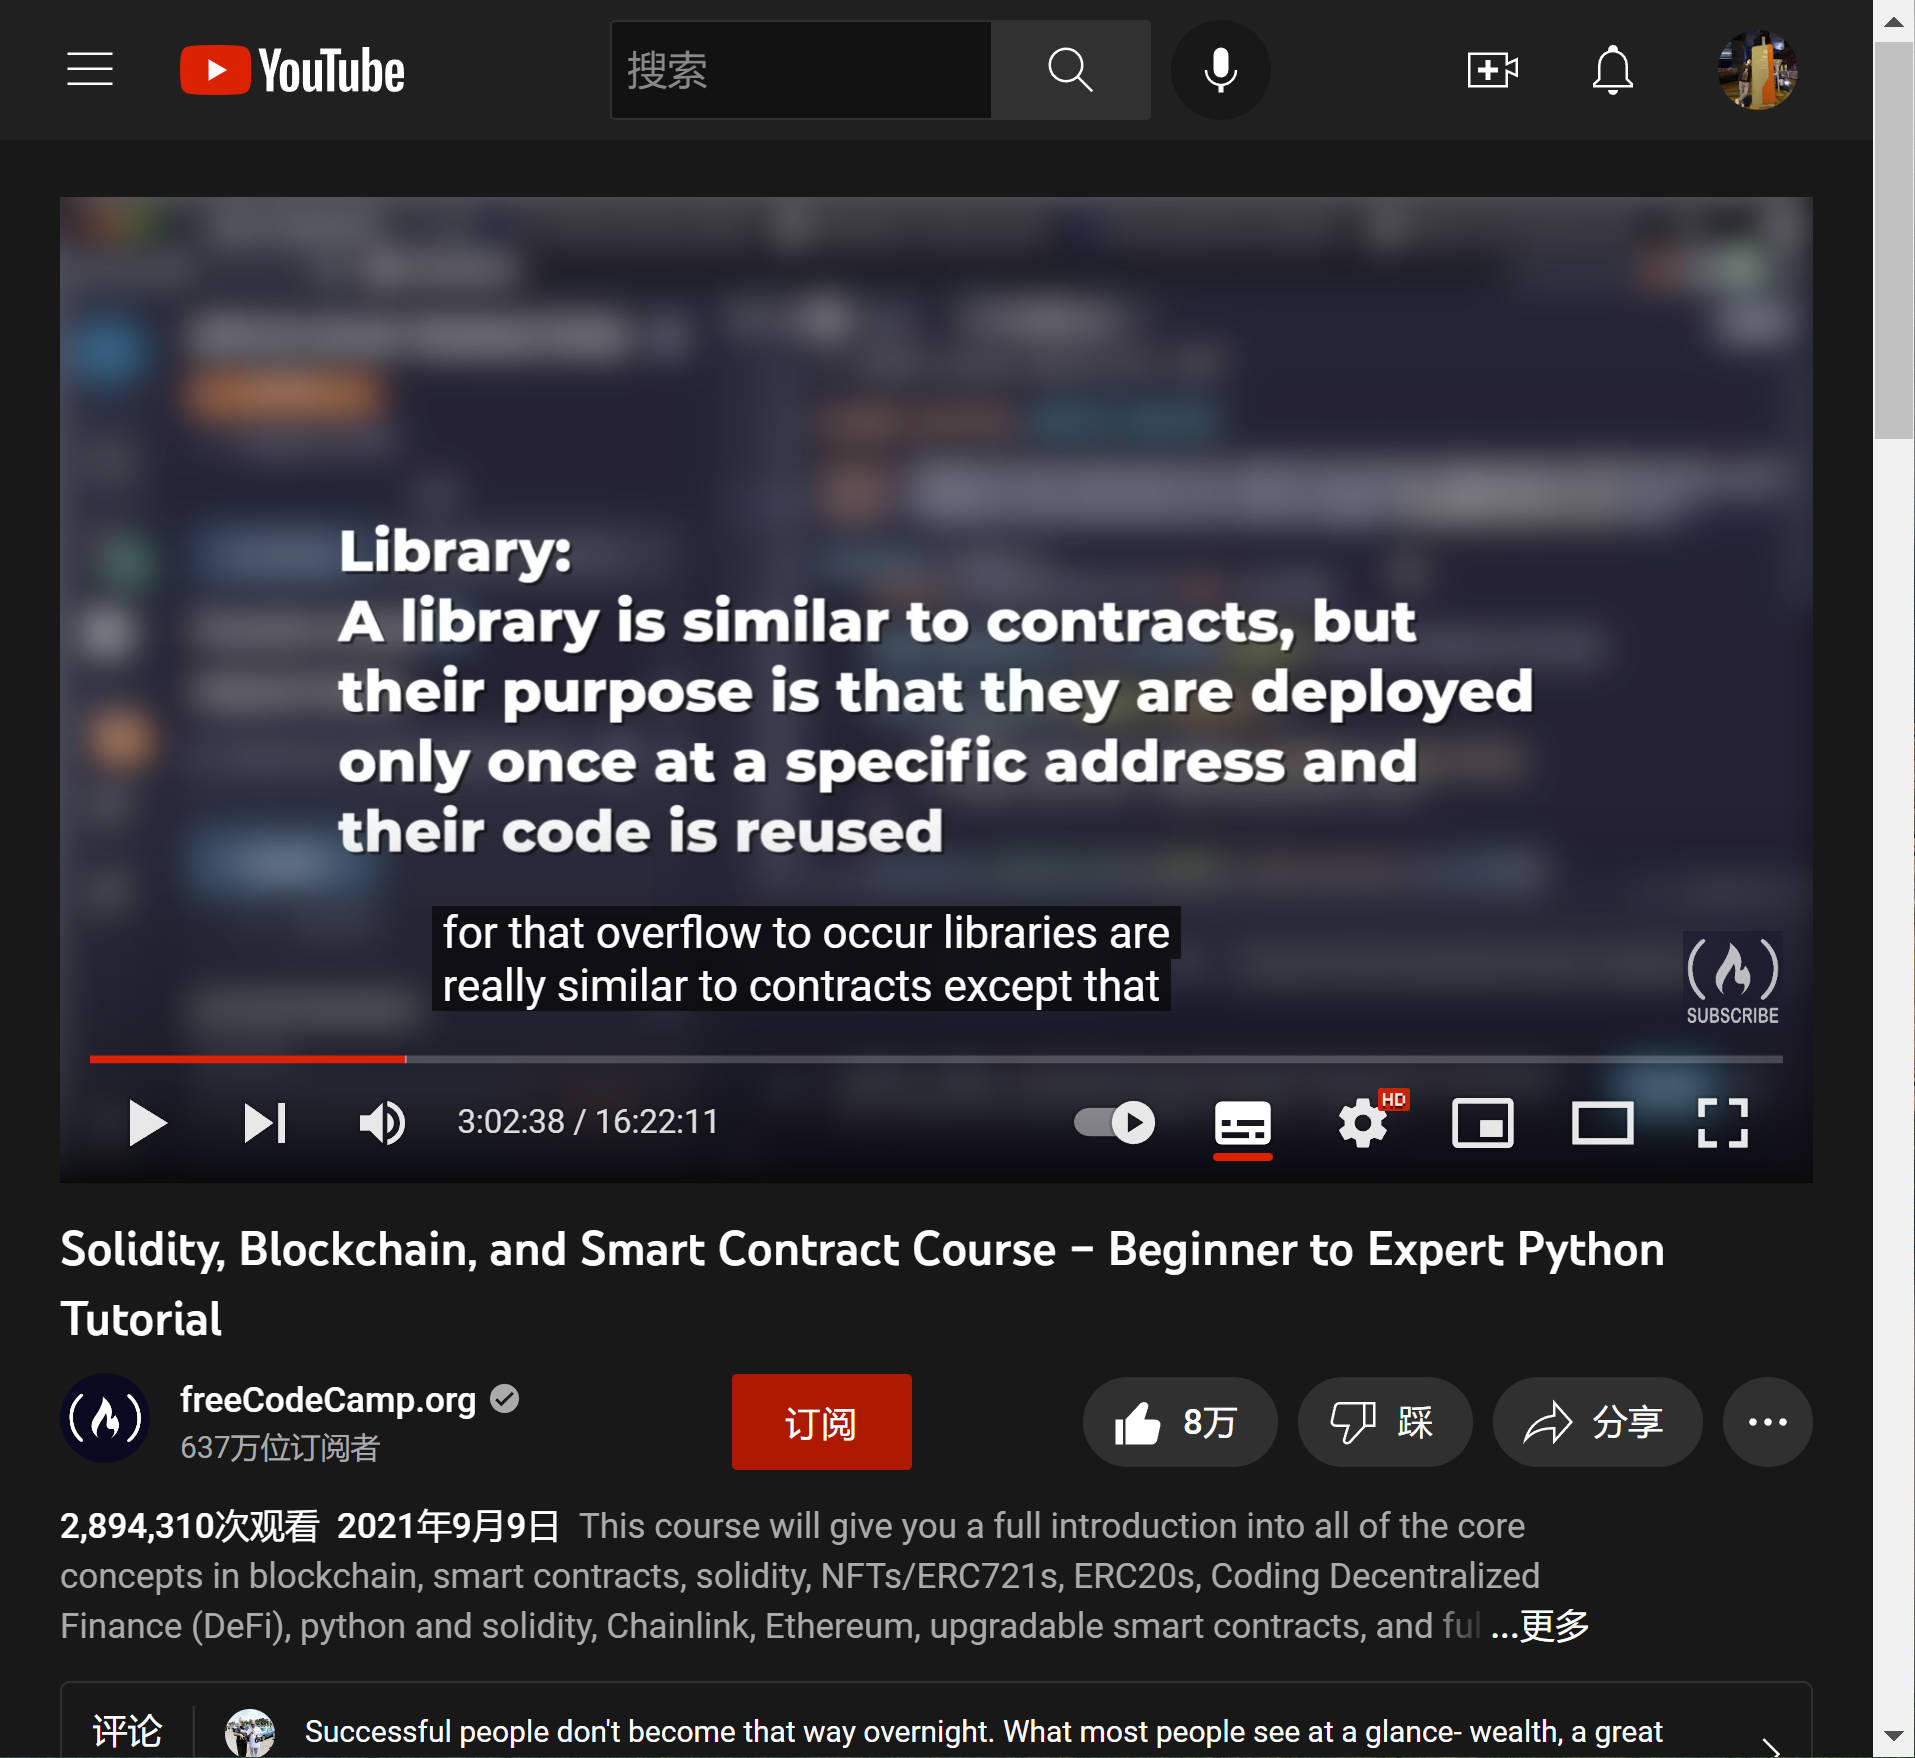 YouTube
搜索
Library:
A library is similar to contracts, but
their purpose is that they are deployed
only once at a specific address and
their code is reused
for that overflow to occur libraries are
really similar to contracts except that
SUBSCRIBE
3:02:38 / 16:22:11
HD
Solidity, Blockchain, and Smart Contract Course – Beginner to Expert Python
Tutorial
freeCodeCamp.org
637万位订阅者
订阅
8万
踩
分享
2,894,310次观看 2021年9月9日 This course will give you a full introduction into all of the core
concepts in blockchain, smart contracts, solidity, NFTs/ERC721s, ERC20s, Coding Decentralized
Finance (DeFi), python and solidity, Chainlink, Ethereum, upgradable smart contracts, and ful ...更多
评论
Successful people don't become that way overnight. What most people see at a glance- wealth, a great